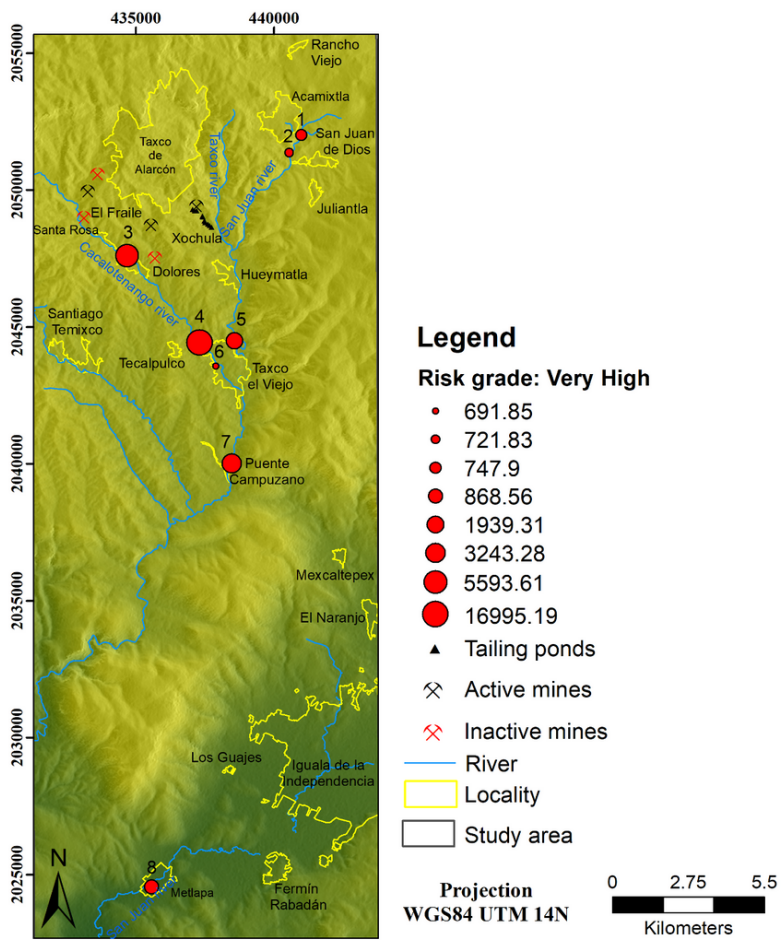 435000
440000
2055000
2050000
2045000
2040000
2035000
2030000
2025000
Rancho
Viejo
Acamixtla
1
2
San Juan
de Dios
Taxco
de
Alarcón
Taxco river
San Juan river
Juliantla
El Fraile
Santa Rosa
3
Xochula
Dolores
Cacalotenango river
Hueymatla
Santiago
Temixco
4
5
6
Tecalpulco
Taxco
el Viejo
7
Puente
Campuzano
Mexcaltepex
El Naranjo
Los Guajes
Iguala de la
Independencia
8
Metlapa
San Juan
Fermín
Rabadán
N
Legend
Risk grade: Very High
691.85
721.83
747.9
868.56
1939.31
3243.28
5593.61
16995.19
Tailing ponds
Active mines
Inactive mines
River
Locality
Study area
Projection
WGS84 UTM 14N
0 2.75 5.5
Kilometers